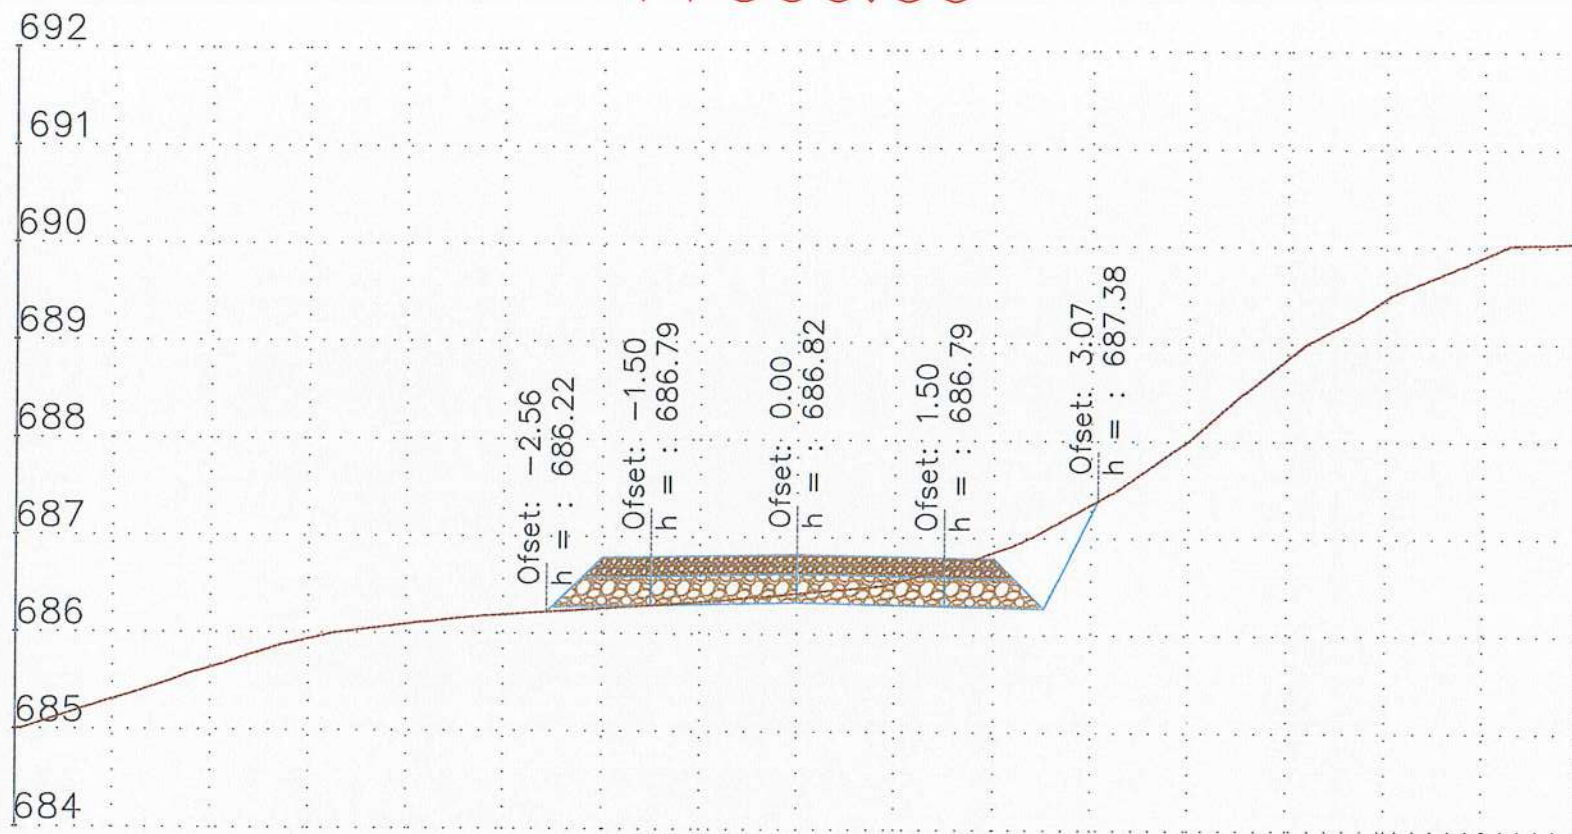 692
691
690
689
688
687
686
685
684
Ofset: -2.56
h = : 686.22
Ofset: -1.50
h = : 686.79
Ofset: 0.00
h = : 686.82
Ofset: 1.50
h = : 686.79
Ofset: 3.07
h = : 687.38